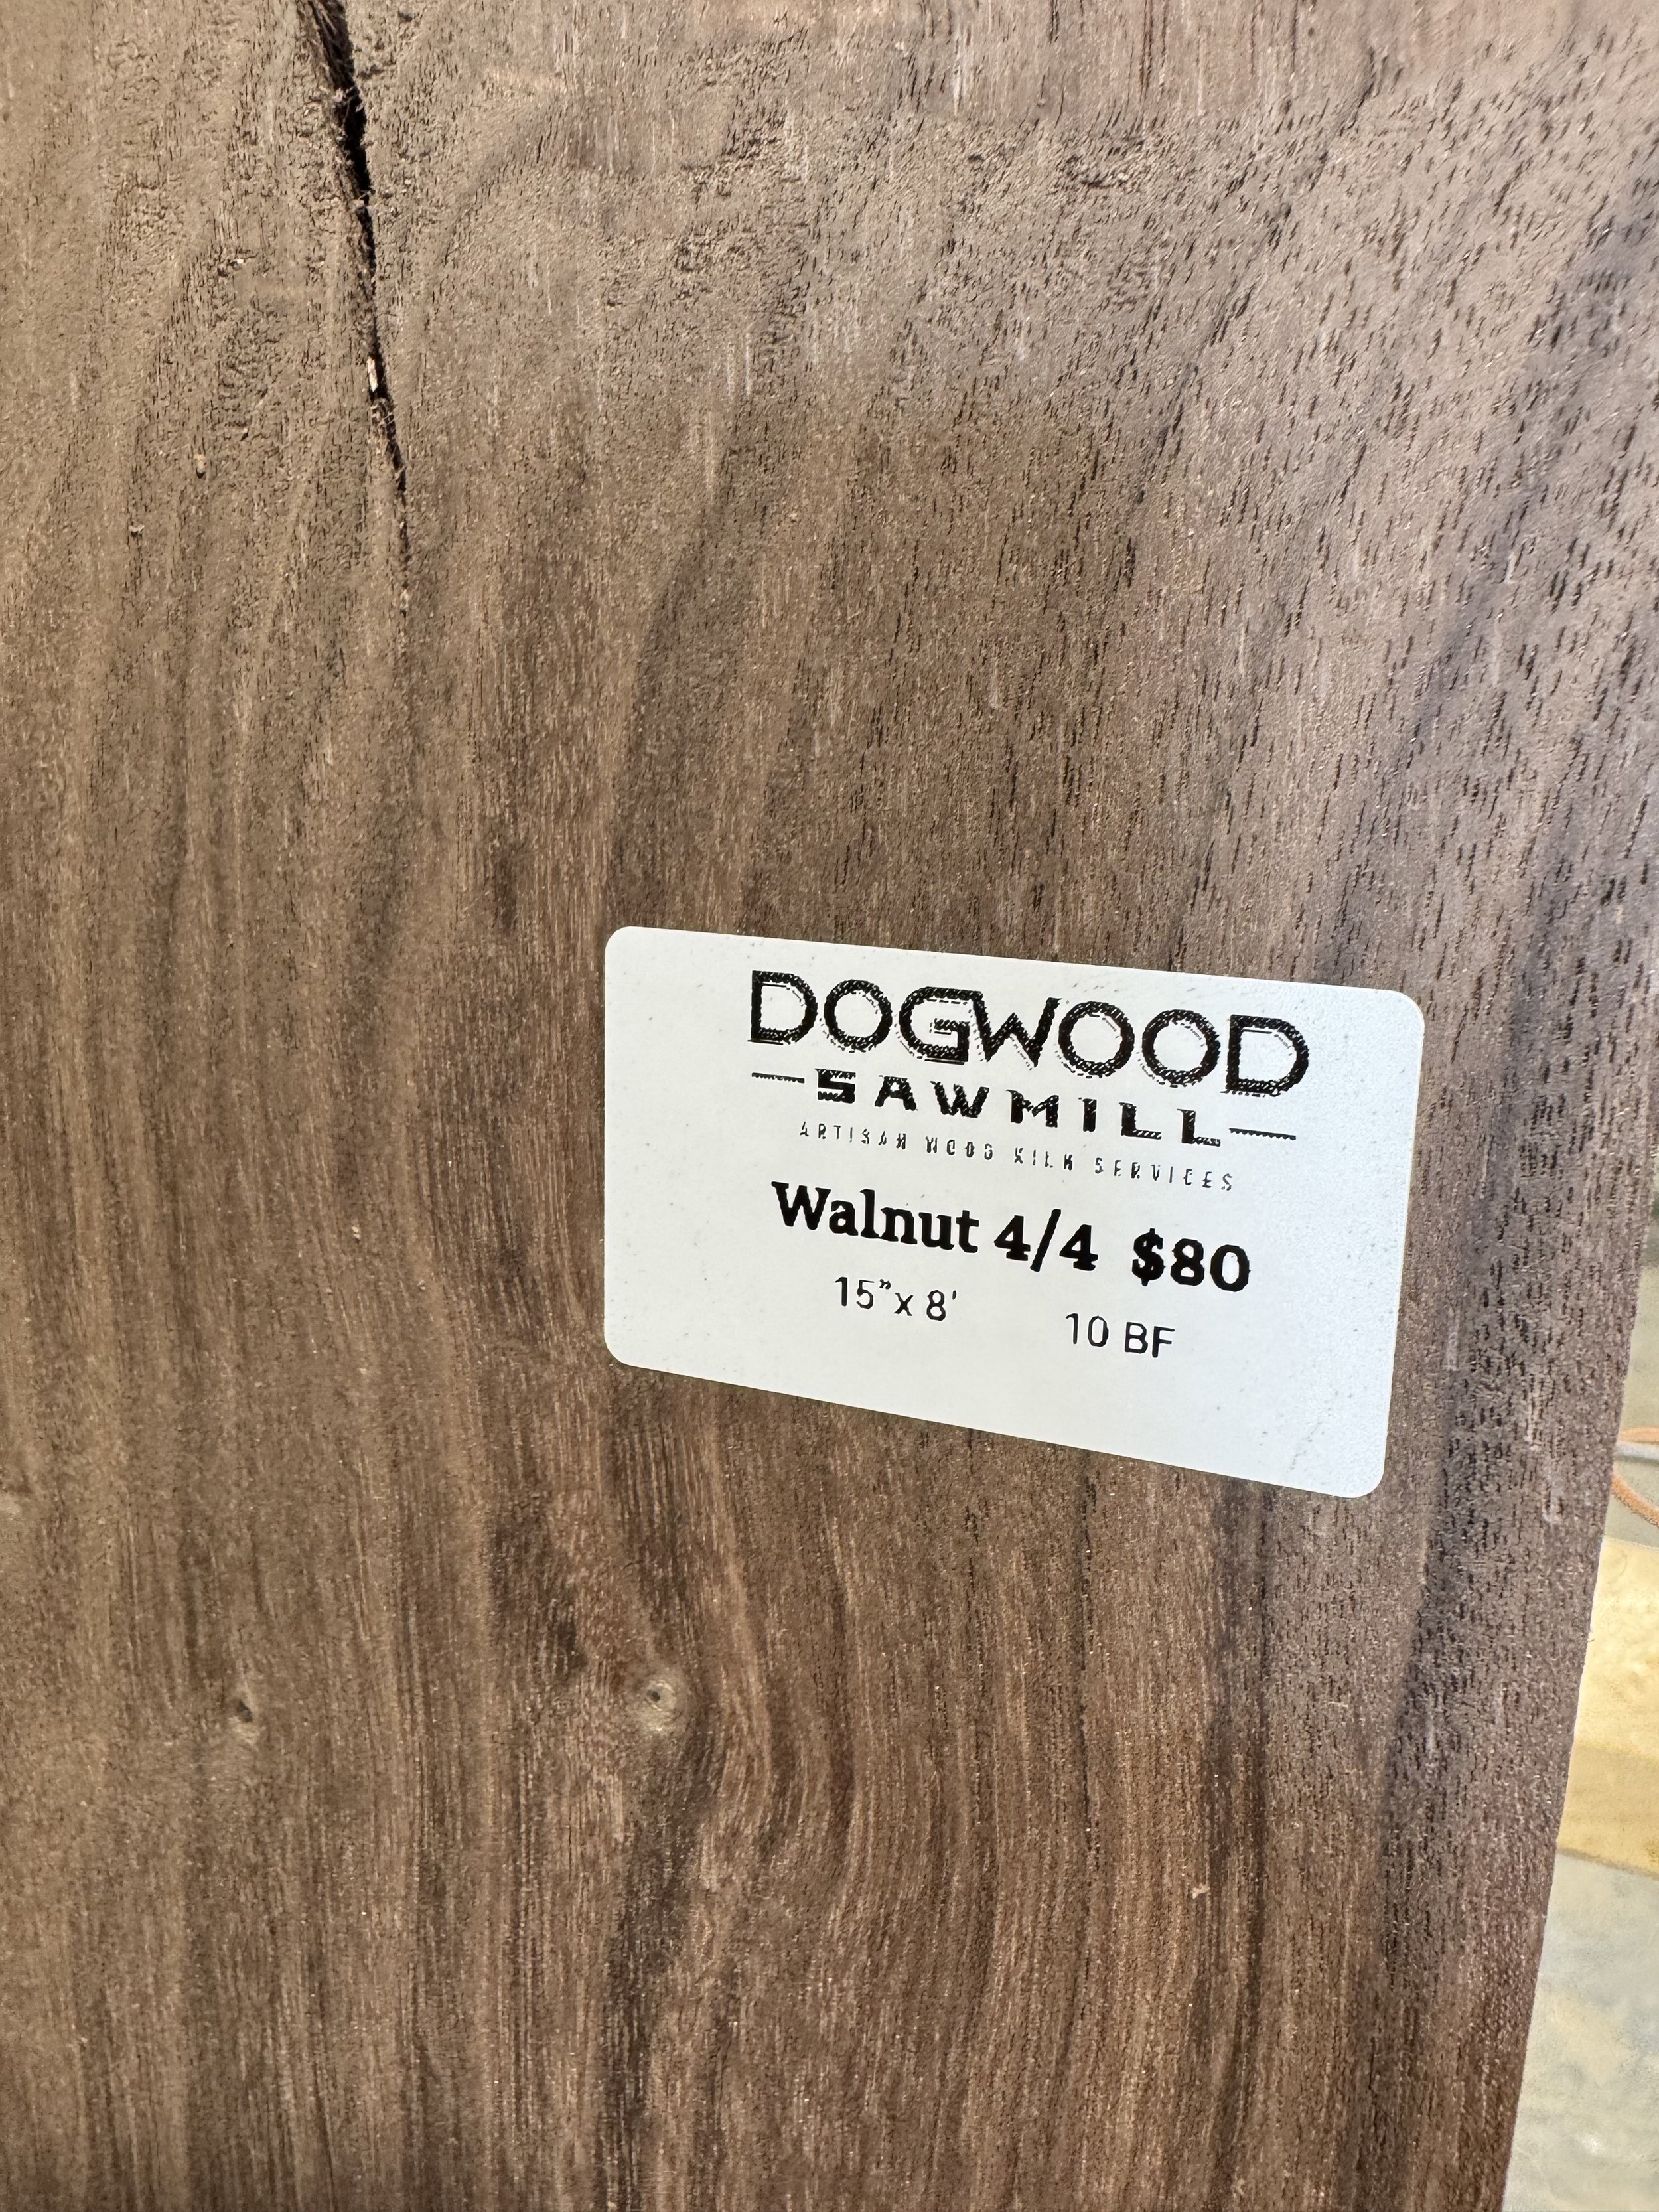 DOGWOOD
SAWMILL
ARTISAN WOOD KILN SERVICES
Walnut 4/4 $80
15"x 8' 10 BF